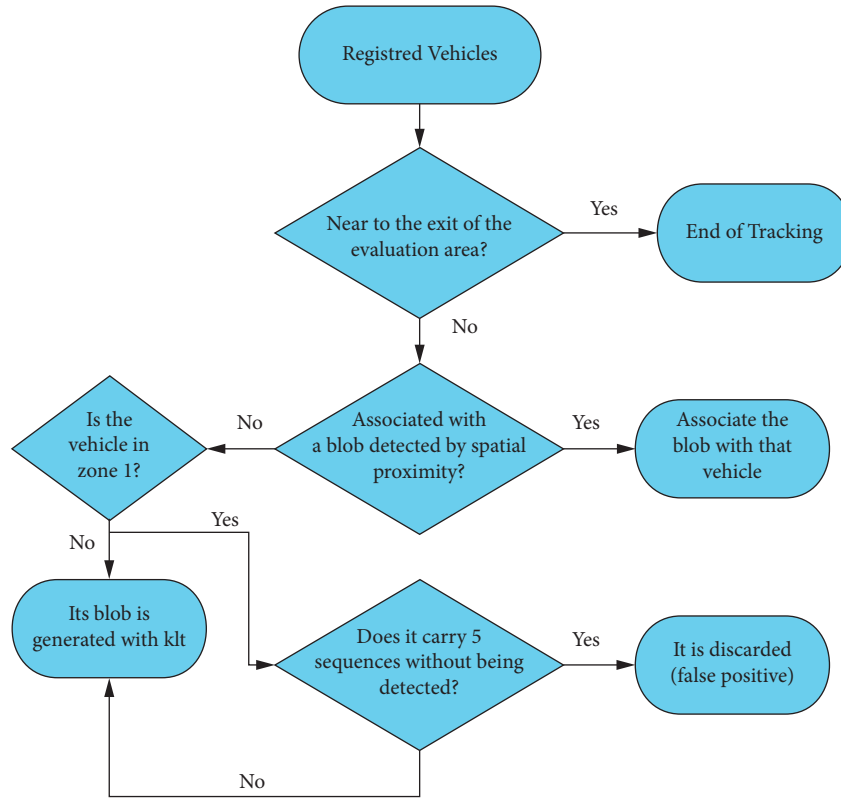 Registred Vehicles
Near to the exit of the
evaluation area?
Yes
End of Tracking
No
Is the
vehicle in
zone 1?
No
Associated with
a blob detected by spatial
proximity?
Yes
Associate the
blob with that
vehicle
Yes
No
Its blob is
generated with klt
Does it carry 5
sequences without being
detected?
Yes
It is discarded
(false positive)
No